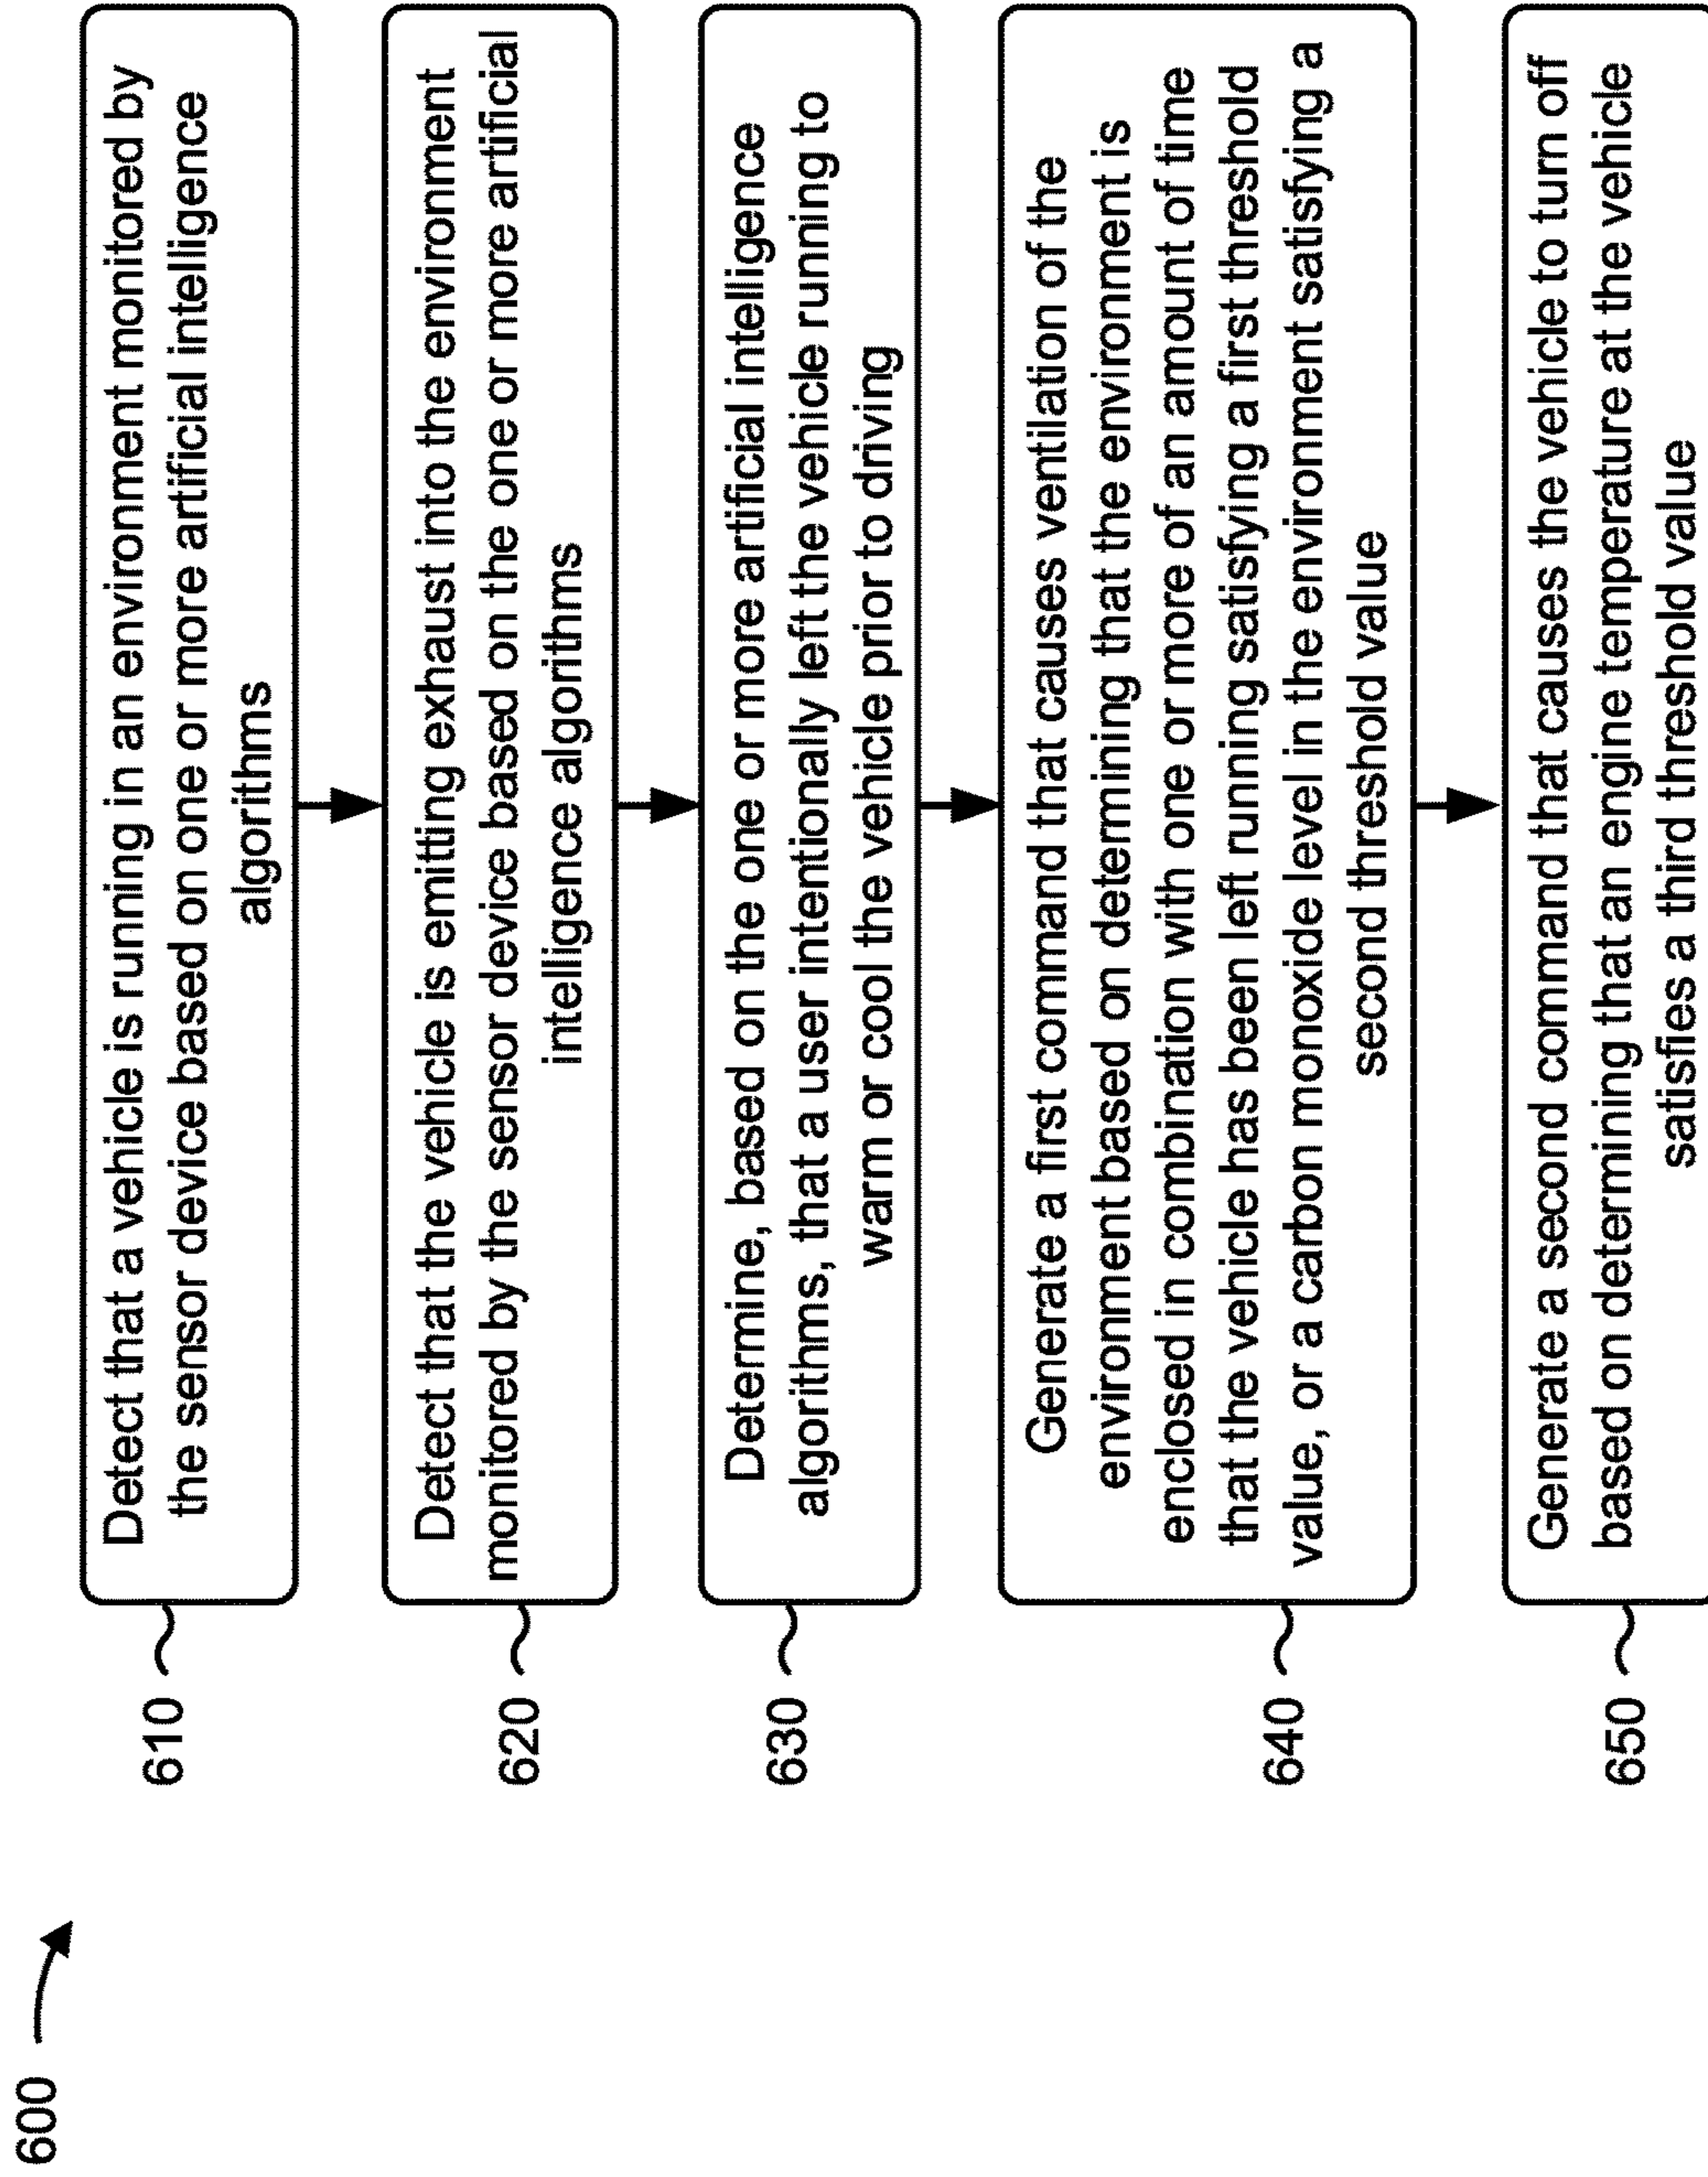 600
610
Detect that a vehicle is running in an environment monitored by
the sensor device based on one or more artificial intelligence
algorithms
620
Detect that the vehicle is emitting exhaust into the environment
monitored by the sensor device based on the one or more artificial
intelligence algorithms
630
Determine, based on the one or more artificial intelligence
algorithms, that a user intentionally left the vehicle running to
warm or cool the vehicle prior to driving
640
Generate a first command that causes ventilation of the
environment based on determining that the environment is
enclosed in combination with one or more of an amount of time
that the vehicle has been left running satisfying a first threshold
value, or a carbon monoxide level in the environment satisfying a
second threshold value
650
Generate a second command that causes the vehicle to turn off
based on determining that an engine temperature at the vehicle
satisfies a third threshold value